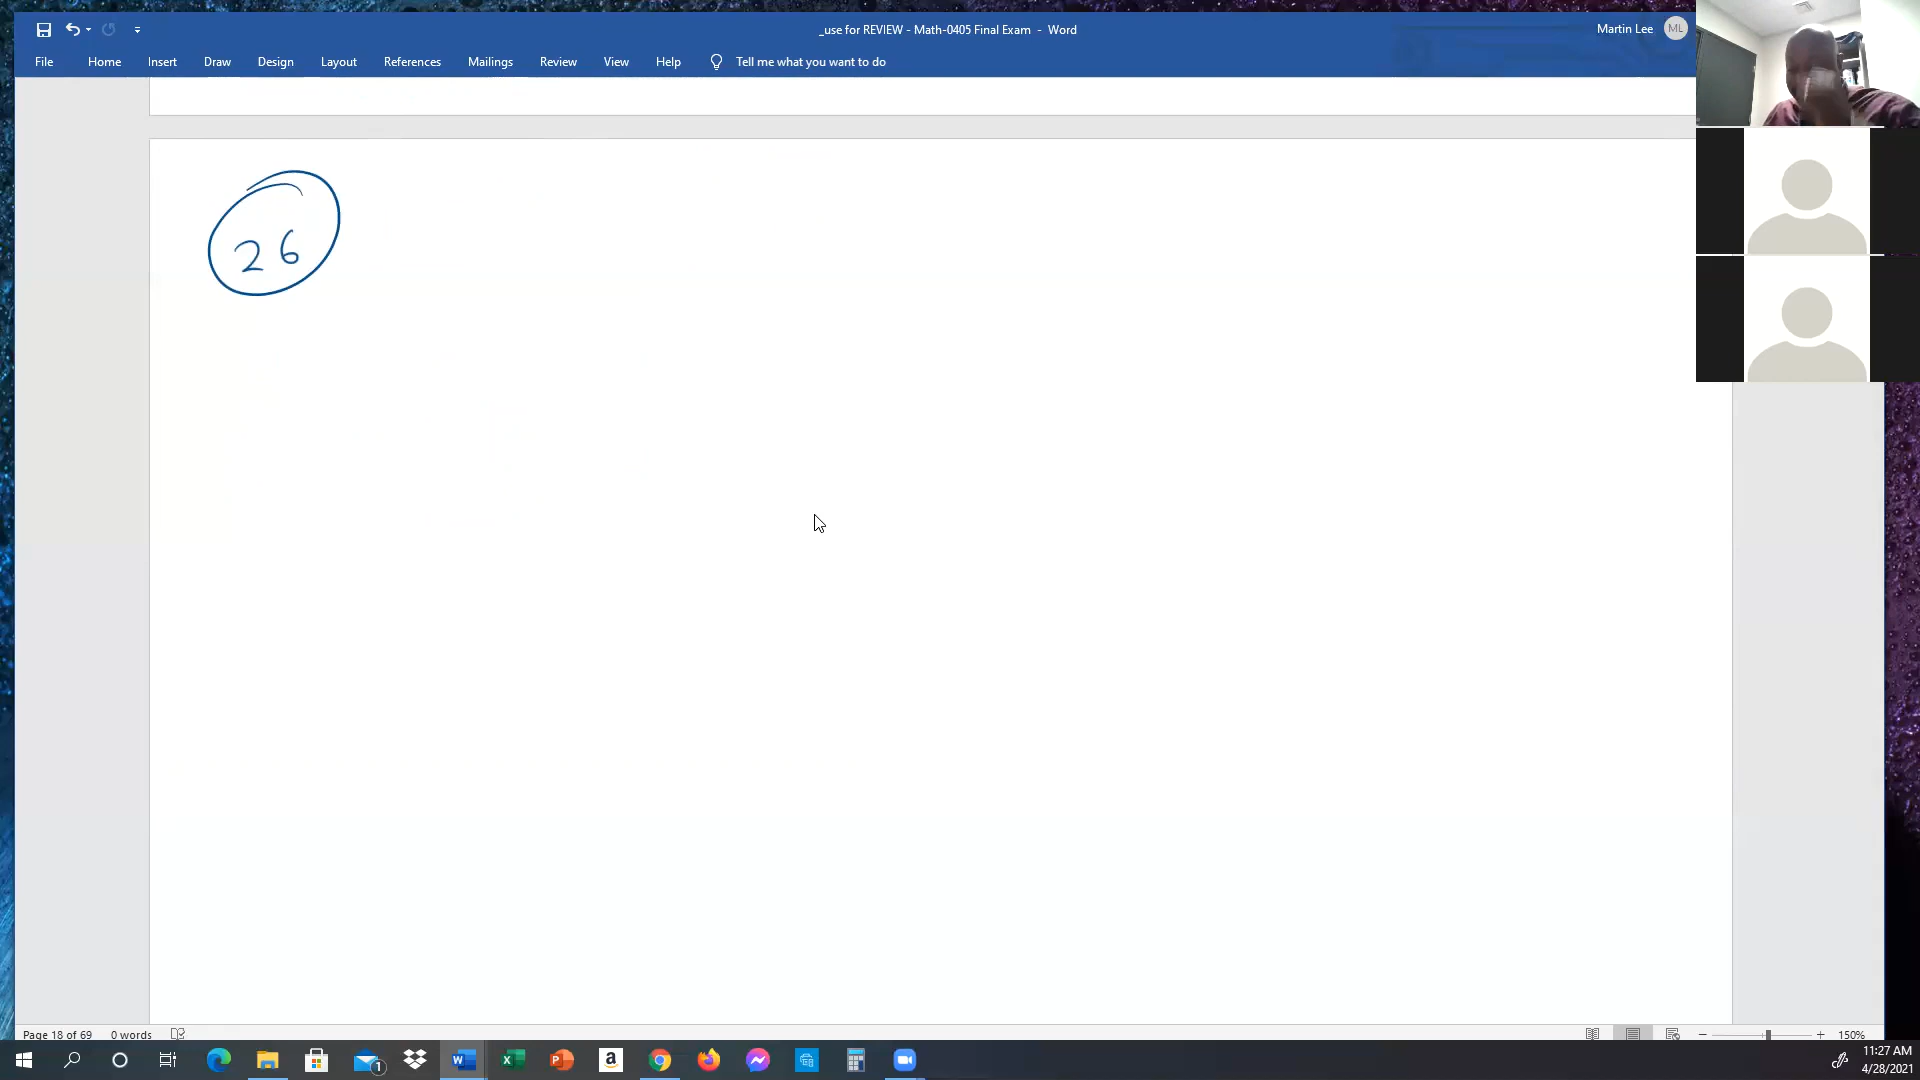 _use for REVIEW - Math-0405 Final Exam - Word
Martin Lee ML
File Home Insert Draw Design Layout References Mailings Review View Help Tell me what you want to do
26
Page 18 of 69 0 words
150%
1
11:27 AM
4/28/2021